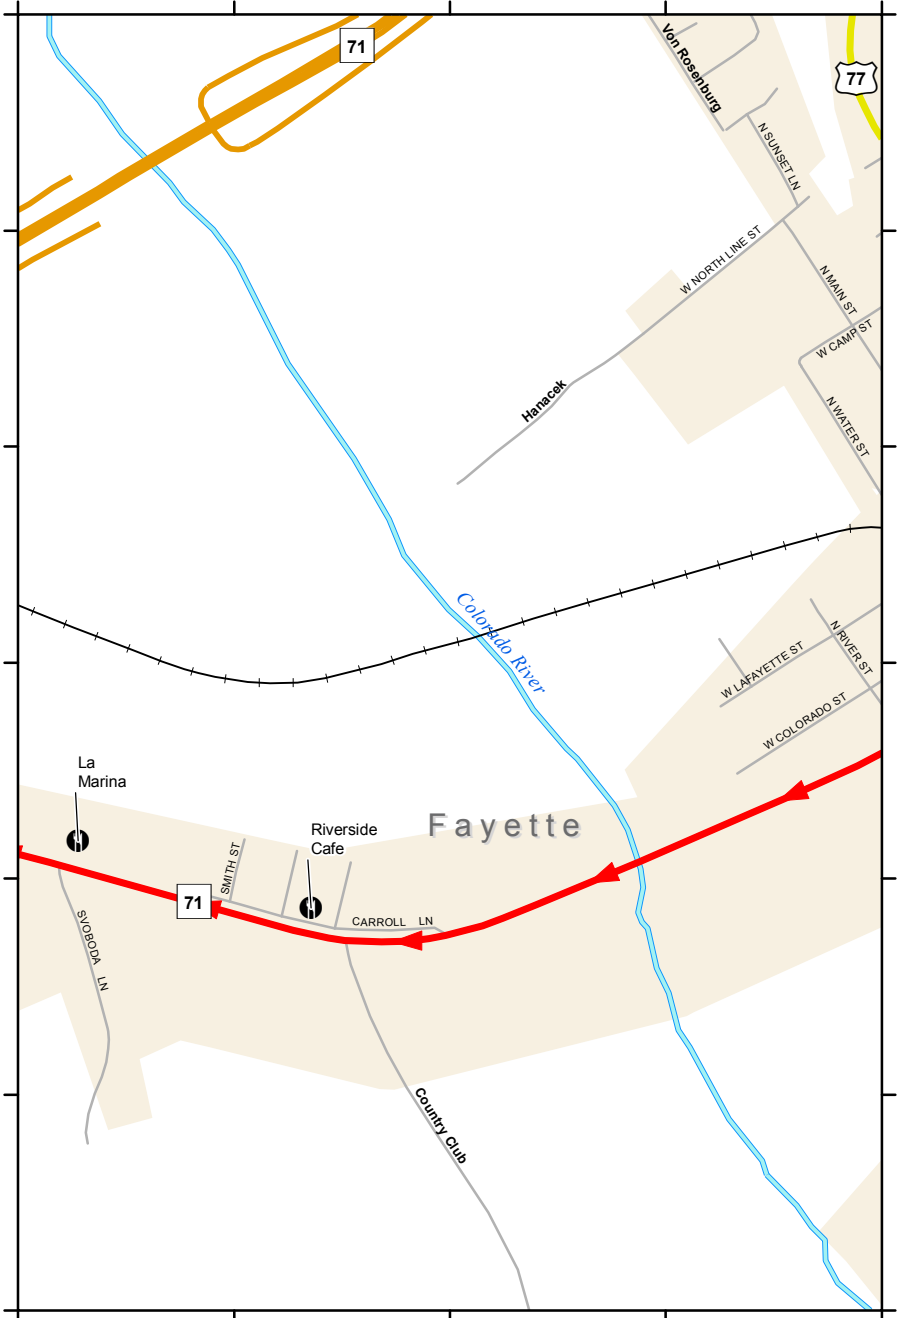 71
Von Rosenburg
77
N SUNSET LN
W NORTH LINE ST
N MAIN ST
W CAMP ST
Hanacek
N WATER ST
Colorado River
N RIVER ST
W LAFAYETTE ST
W COLORADO ST
La
Marina
Riverside
Cafe
Fayette
SMITH ST
71
CARROLL LN
SVOBODA LN
Country Club